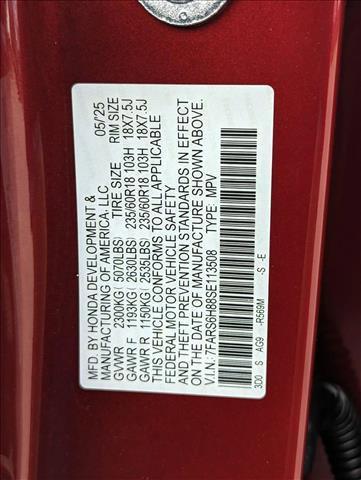 MFD. BY HONDA DEVELOPMENT & 05/25
MANUFACTURING OF AMERICA, LLC
GVWR 2300KG (5070LBS) TIRE SIZE RIM SIZE
GAWR F 1193KG (2630LBS) 235/60R18 103H 18X7.5J
GAWR R 1150KG (2535LBS) 235/60R18 103H 18X7.5J
THIS VEHICLE CONFORMS TO ALL APPLICABLE
FEDERAL MOTOR VEHICLE SAFETY
AND THEFT PREVENTION STANDARDS IN EFFECT
ON THE DATE OF MANUFACTURE SHOWN ABOVE.
V.I.N: 7FARS6H88SE113508 TYPE: MPV
3D0 S AG9 -R569M -S -E